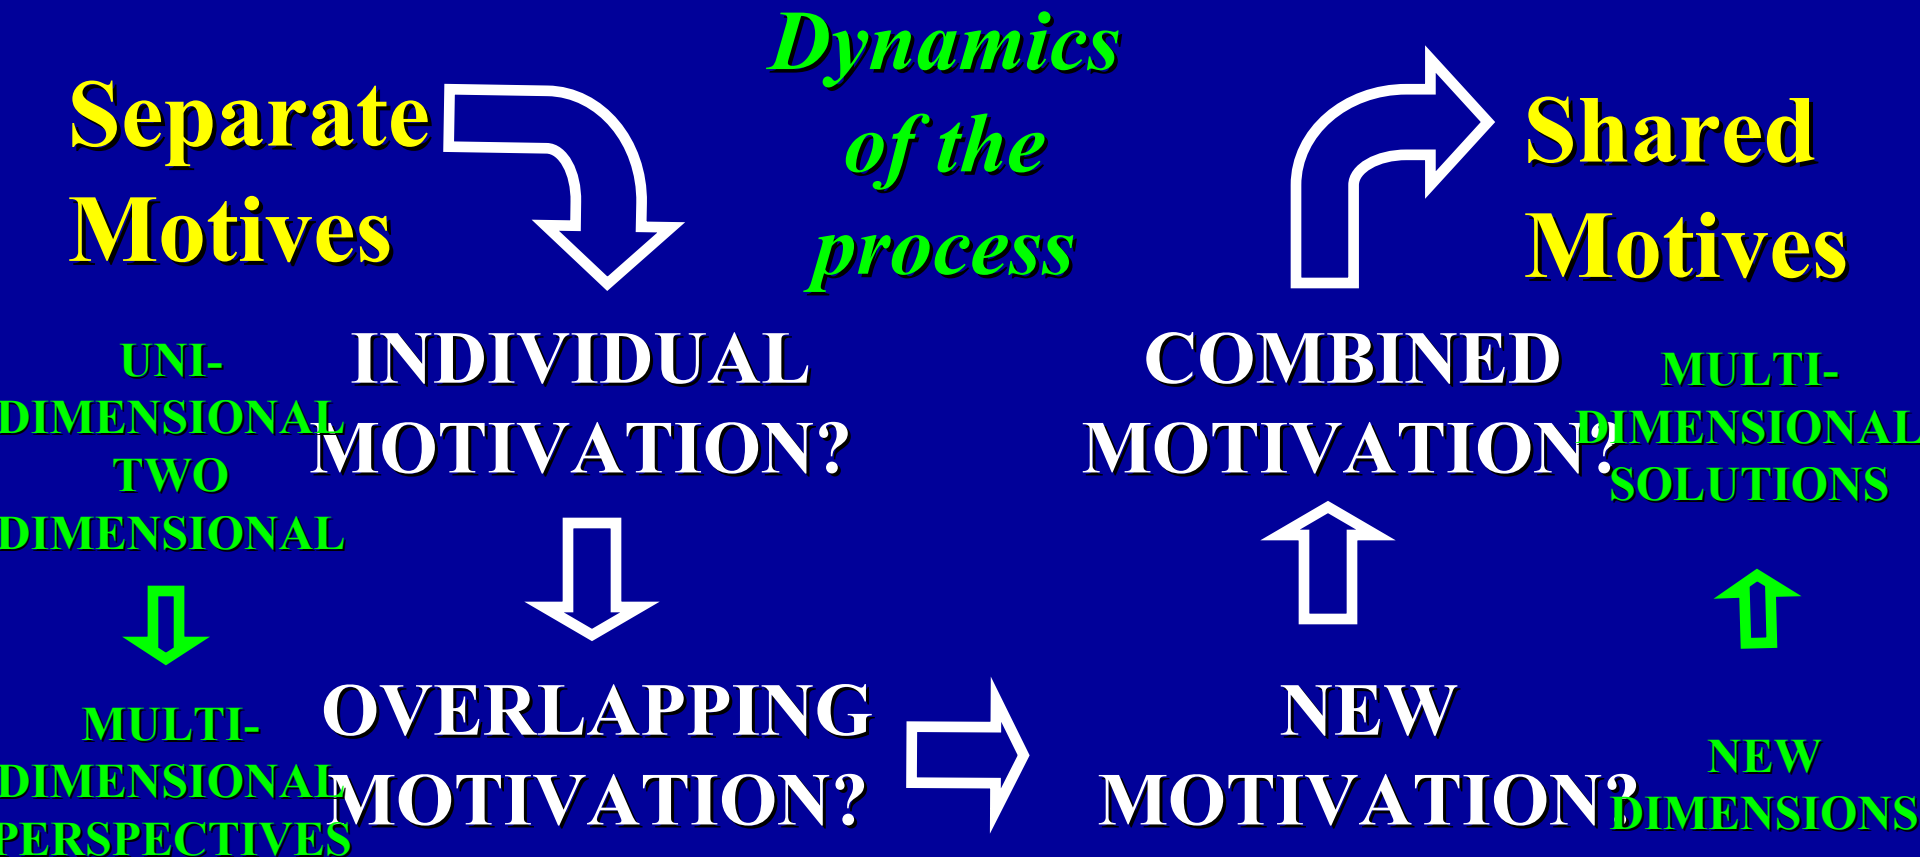 Dynamics
of the
process
Separate
Motives
Shared
Motives
UNI-
DIMENSIONAL
TWO
DIMENSIONAL
INDIVIDUAL
MOTIVATION?
COMBINED
MOTIVATION?
MULTI-
DIMENSIONAL
SOLUTIONS
MULTI-
DIMENSIONAL
PERSPECTIVES
OVERLAPPING
MOTIVATION?
NEW
MOTIVATION?
NEW
DIMENSIONS